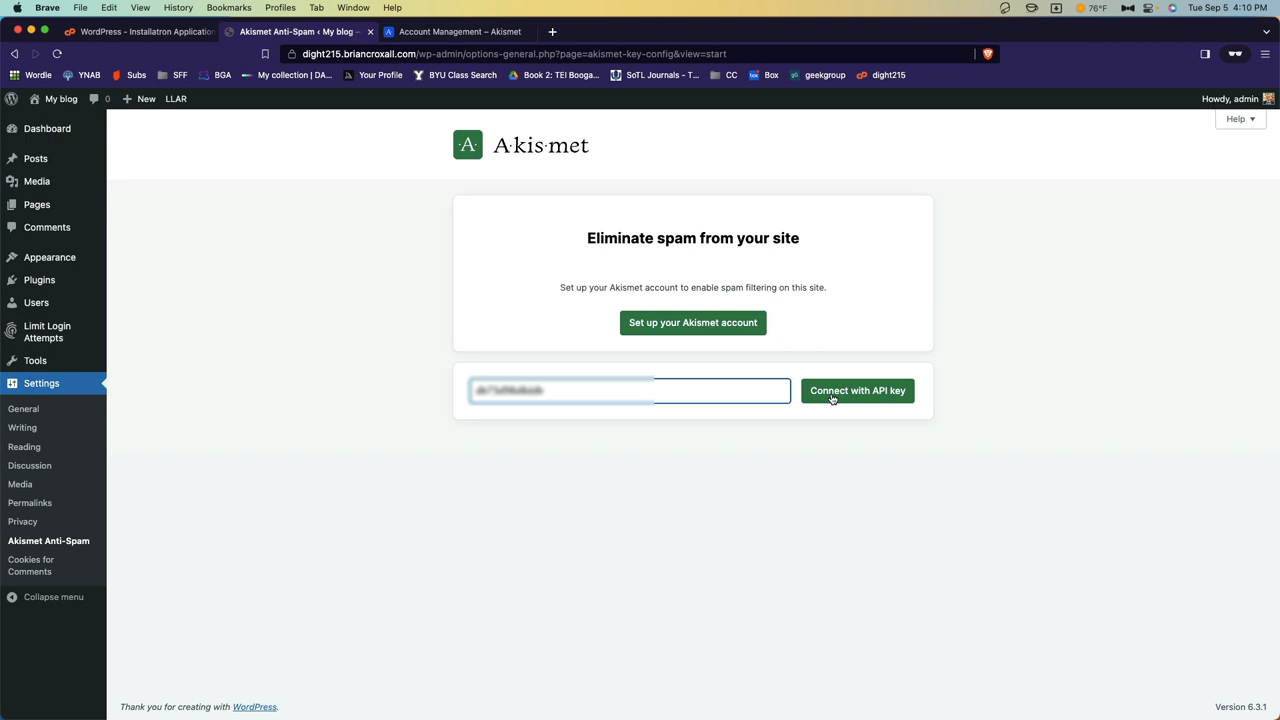 Brave File Edit View History Bookmarks Profiles Tab Window Help 76°F Tue Sep 5 4:10 PM
WordPress - Installatron Application Akismet Anti-Spam ‹ My blog — Account Management – Akismet
dight215.briancroxall.com/wp-admin/options-general.php?page=akismet-key-config&view=start
Wordle YNAB Subs SFF BGA My collection | DA... Your Profile BYU Class Search Book 2: TEI Booga... SoTL Journals - T... CC Box geekgroup dight215
My blog 0 New LLAR Howdy, admin
Help ▼
Dashboard
Posts
Media
Pages
Comments
Appearance
Plugins
Users
Limit Login
Attempts
Tools
Settings
General
Writing
Reading
Discussion
Media
Permalinks
Privacy
Akismet Anti-Spam
Cookies for
Comments
Collapse menu
·A· A·kis·met
Eliminate spam from your site
Set up your Akismet account to enable spam filtering on this site.
Set up your Akismet account
Connect with API key
Thank you for creating with WordPress.
Version 6.3.1